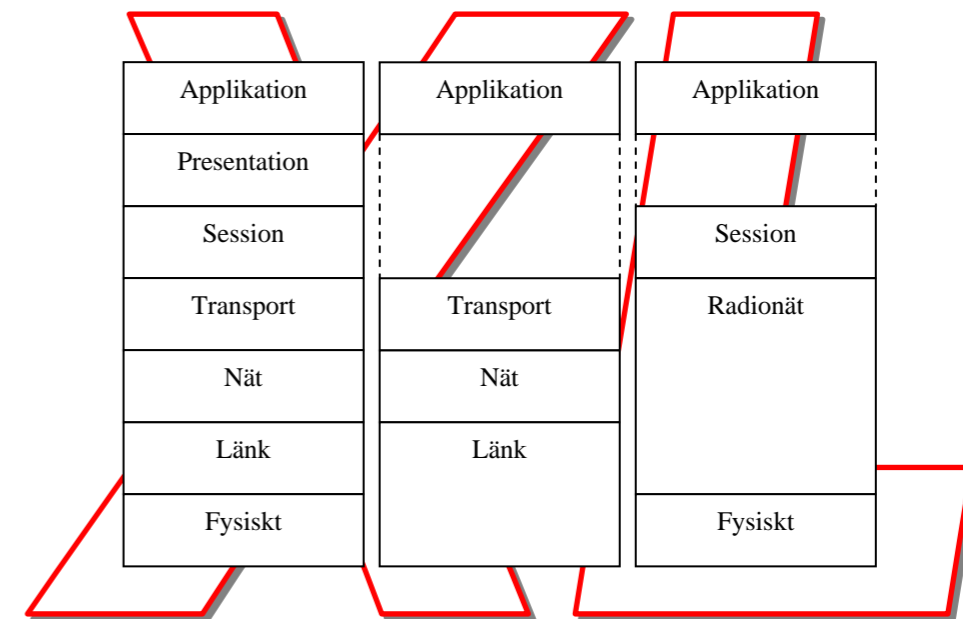 Applikation
Presentation
Session
Transport
Nät
Länk
Fysiskt
Applikation
Transport
Nät
Länk
Applikation
Session
Radionät
Fysiskt